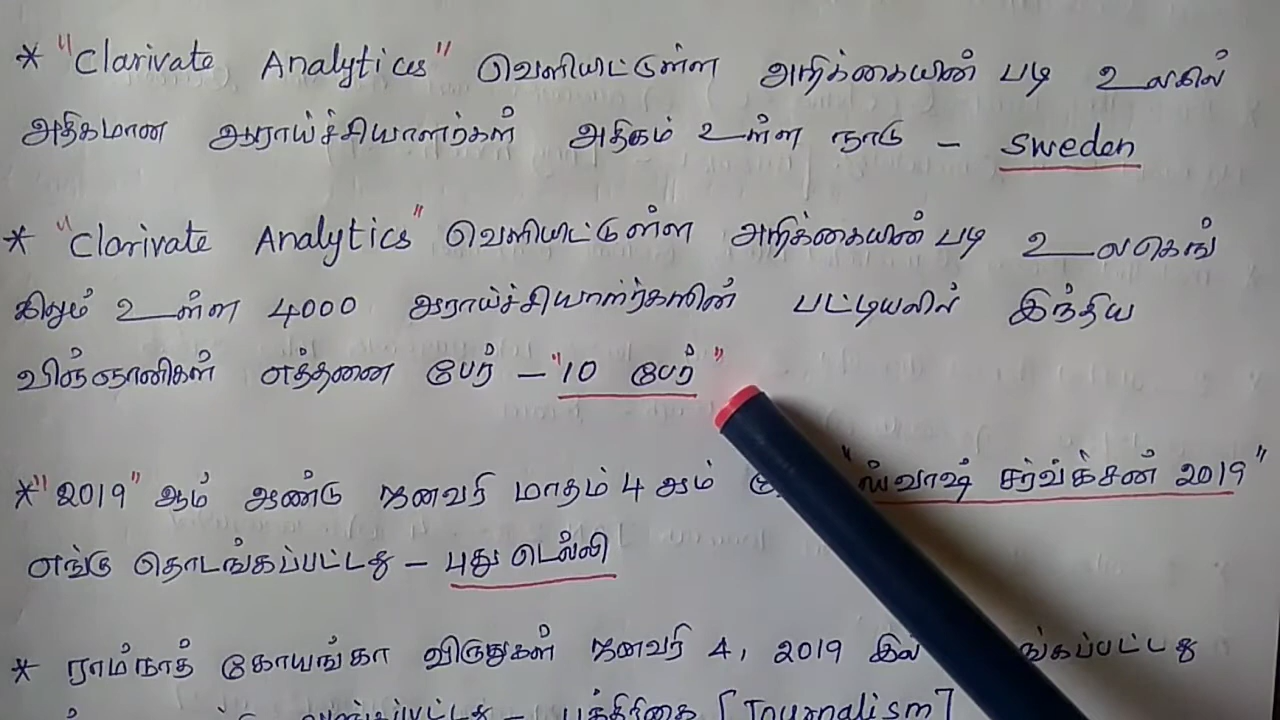 * "Clarivate Analytics" வெளியிட்டுள்ள அறிக்கையின் படி உலகில்
அதிகமான ஆராய்ச்சியாளர்கள் அதிகம் உள்ள நாடு - Sweden
* "Clarivate Analytics" வெளியிட்டுள்ள அறிக்கையின் படி உலகெங்
கிலும் உள்ள 4000 ஆராய்ச்சியாளர்களின் பட்டியலில் இந்திய
விஞ்ஞானிகள் எத்தனை பேர் - "10 பேர்"
* "2019" ஆம் ஆண்டு ஜனவரி மாதம் 4 ஆம் "ஸ்வாஷ் சர்வ்க்சன் 2019"
எங்கு தொடங்கப்பட்டது - புது டெல்லி
* ராம்நாத் கோயங்கா விருதுகள் ஜனவரி 4, 2019 இல் ங்கப்பட்டது
பத்திரிகை [Journalism]